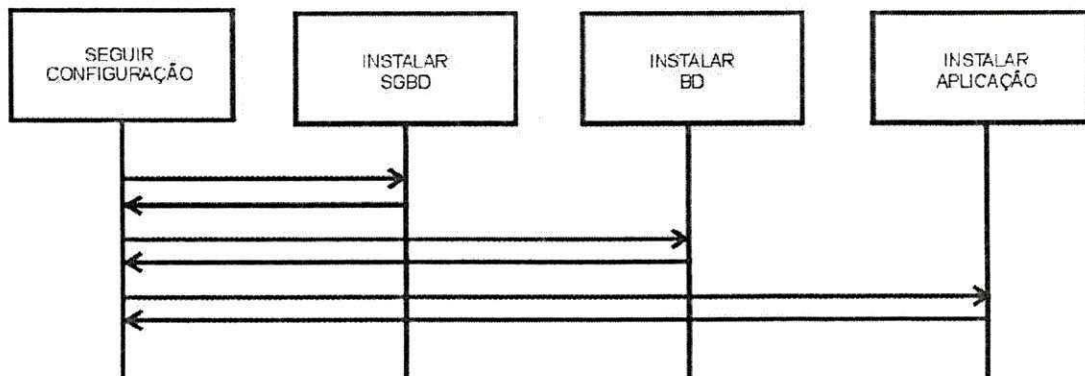 SEGUIR
CONFIGURAÇÃO
INSTALAR
SGBD
INSTALAR
BD
INSTALAR
APLICAÇÃO